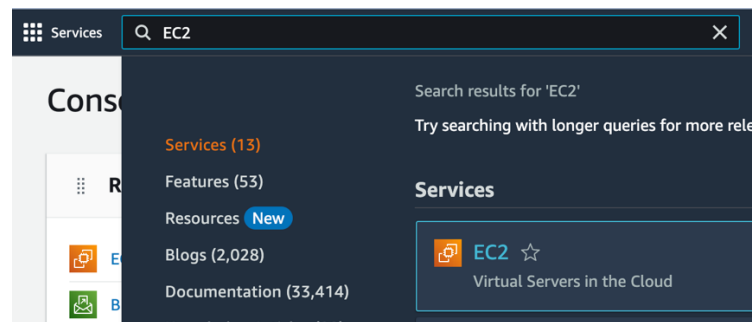 Services
EC2
Cons
R
E
B
Services (13)
Features (53)
Resources New
Blogs (2,028)
Documentation (33,414)
Search results for 'EC2'
Try searching with longer queries for more rele
Services
EC2
Virtual Servers in the Cloud